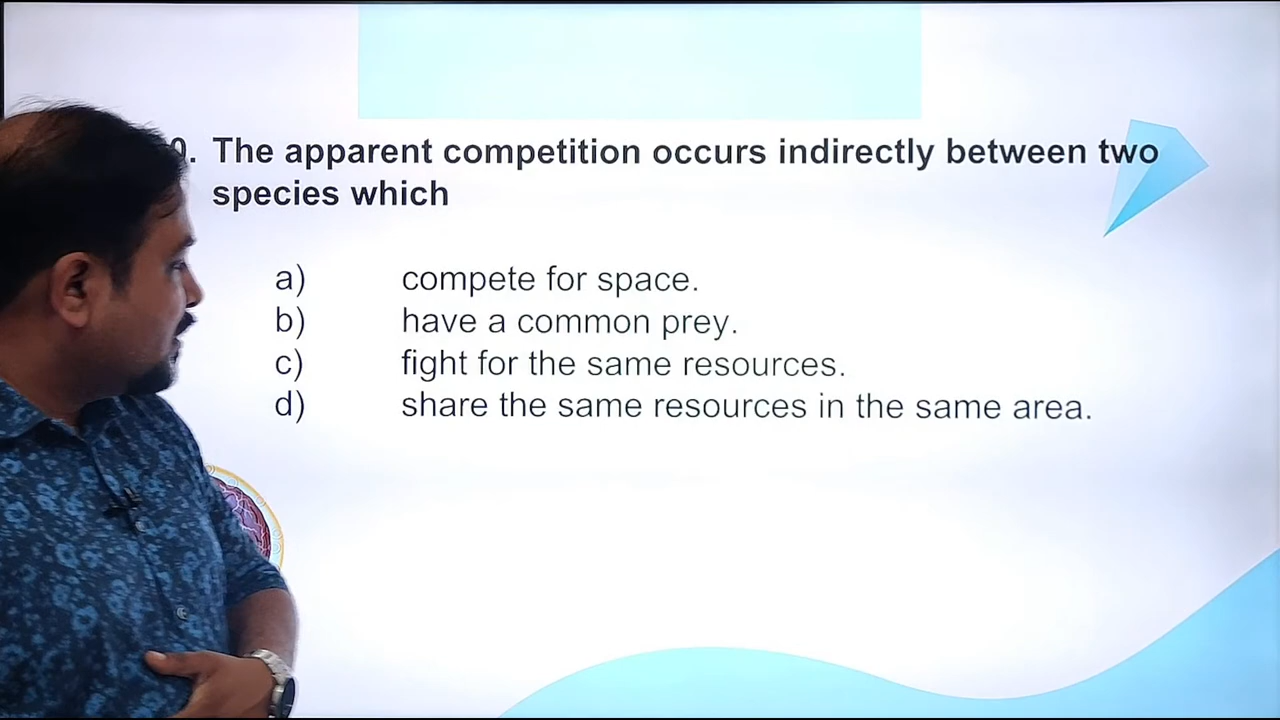 0. The apparent competition occurs indirectly between two
species which
a) compete for space.
b) have a common prey.
c) fight for the same resources.
d) share the same resources in the same area.